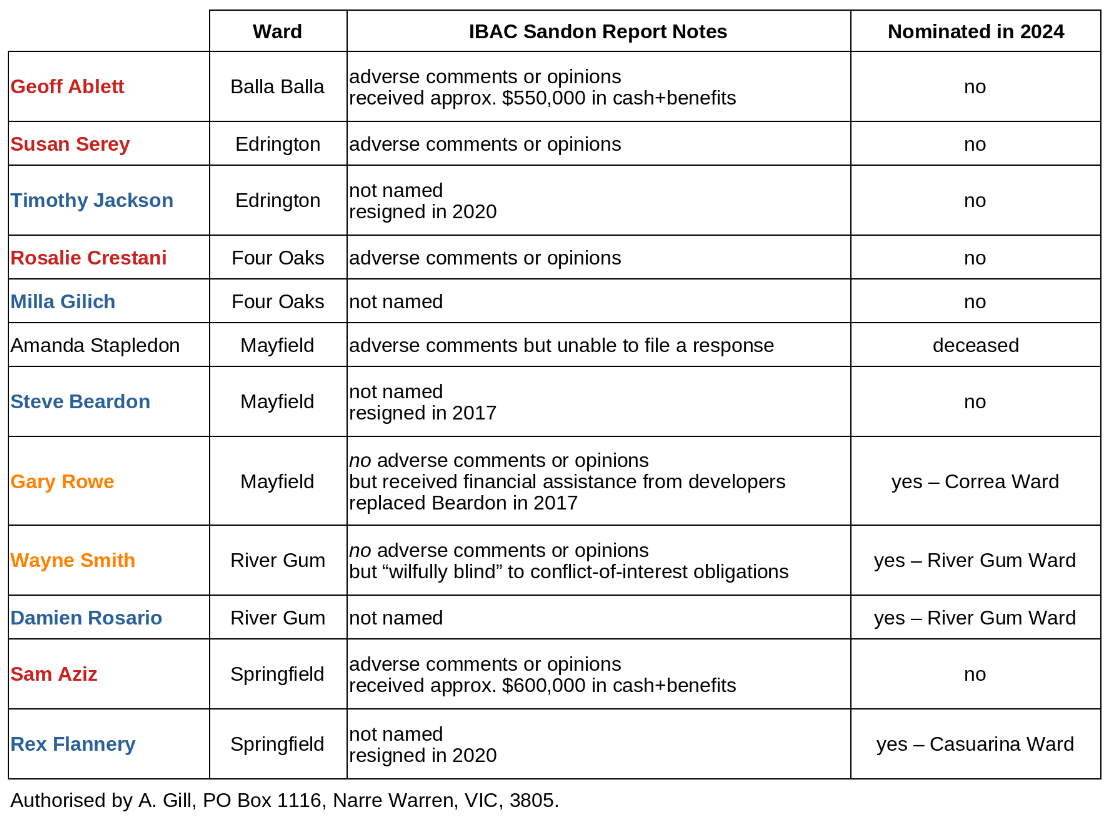 Ward IBAC Sandon Report Notes Nominated in 2024
Geoff Ablett Balla Balla adverse comments or opinions no
received approx. $550,000 in cash+benefits
Susan Serey Edrington adverse comments or opinions no
Timothy Jackson Edrington not named no
resigned in 2020
Rosalie Crestani Four Oaks adverse comments or opinions no
Milla Gilich Four Oaks not named no
Amanda Stapledon Mayfield adverse comments but unable to file a response deceased
Steve Beardon Mayfield not named no
resigned in 2017
Gary Rowe Mayfield no adverse comments or opinions yes – Correa Ward
but received financial assistance from developers
replaced Beardon in 2017
Wayne Smith River Gum no adverse comments or opinions yes – River Gum Ward
but “wilfully blind” to conflict-of-interest obligations
Damien Rosario River Gum not named yes – River Gum Ward
Sam Aziz Springfield adverse comments or opinions no
received approx. $600,000 in cash+benefits
Rex Flannery Springfield not named yes – Casuarina Ward
resigned in 2020
Authorised by A. Gill, PO Box 1116, Narre Warren, VIC, 3805.